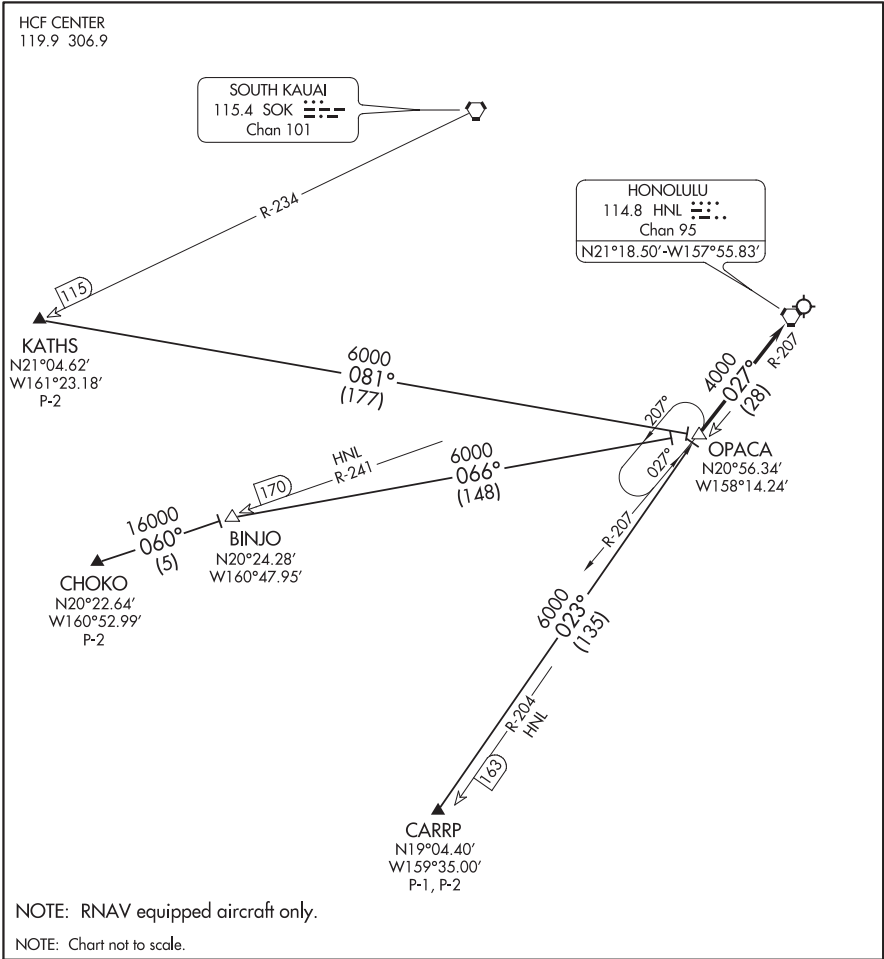 HCF CENTER
119.9 306.9
SOUTH KAUAI
115.4 SOK
Chan 101
R-234
HONOLULU
114.8 HNL
Chan 95
N21°18.50'-W157°55.83'
115
KATHS
N21°04.62'
W161°23.18'
P-2
6000
081°
(177)
4000
027°
(28)
R-207
207°
027°
OPACA
N20°56.34'
W158°14.24'
HNL
R-241
170
6000
066°
(148)
BINJO
N20°24.28'
W160°47.95'
16000
060°
(5)
CHOKO
N20°22.64'
W160°52.99'
P-2
R-207
6000
023°
(135)
R-204
HNL
163
CARRP
N19°04.40'
W159°35.00'
P-1, P-2
NOTE: RNAV equipped aircraft only.
NOTE: Chart not to scale.